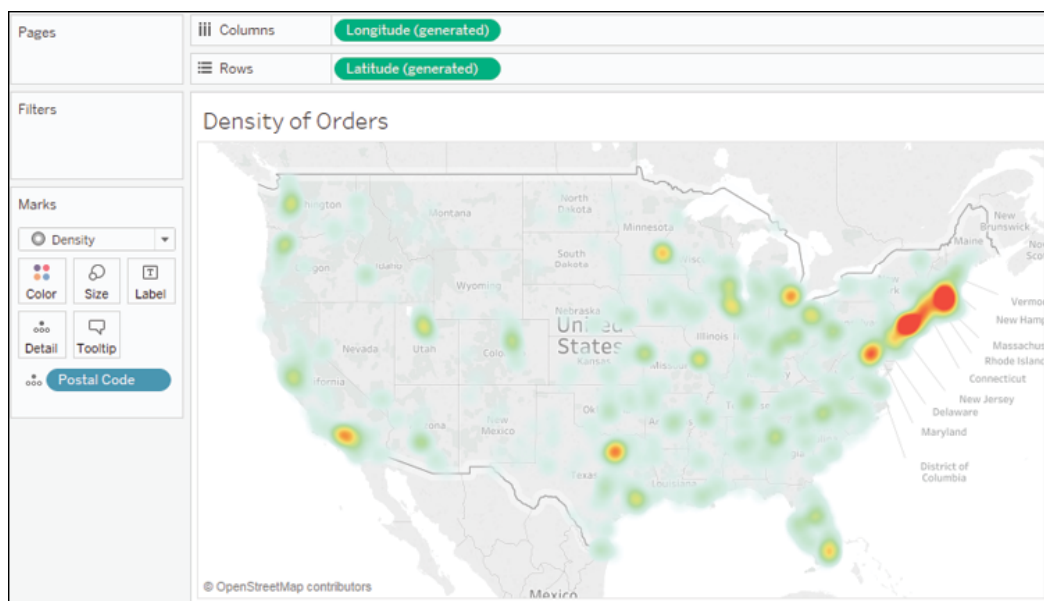 Pages
Columns
Longitude (generated)
Rows
Latitude (generated)
Filters
Density of Orders
Marks
Density
Color
Size
Label
Detail
Tooltip
Postal Code
North
Dakota
Montana
Minnesota
South
Dakota
Wyoming
Nebraska
United
States
Nevada
Utah
Kansas
Illinois
New
Mexico
Texas
Mexico
Maine
New
Brunswick
Vermo
New Hamp
Massachus
Rhode Island
Connecticut
New Jersey
Delaware
Maryland
District of
Columbia
© OpenStreetMap contributors